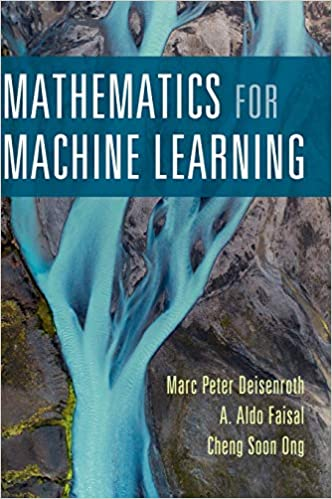 MATHEMATICS FOR
MACHINE LEARNING
Marc Peter Deisenroth
A. Aldo Faisal
Cheng Soon Ong